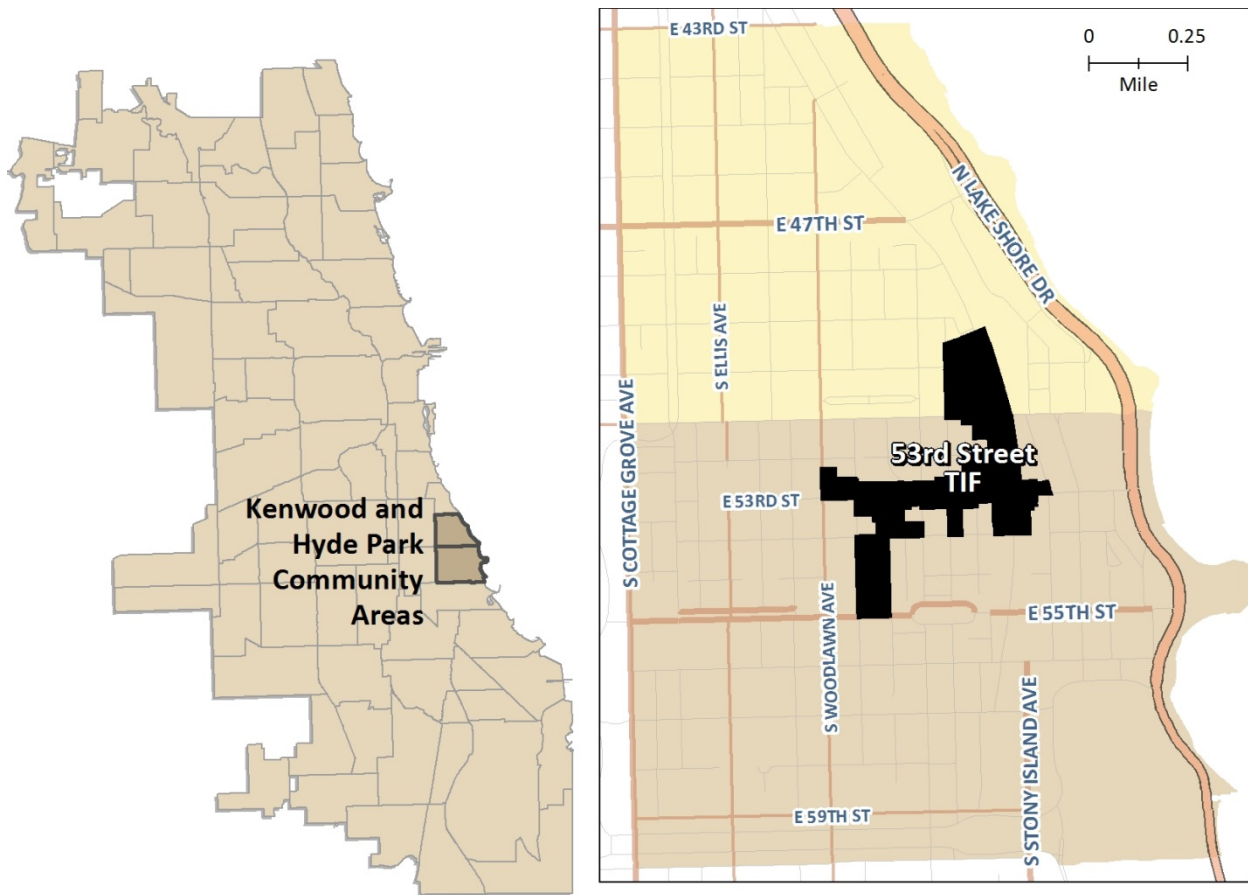 Kenwood and
Hyde Park
Community
Areas
E 43RD ST
0 0.25
Mile
N LAKE SHORE DR
E 47TH ST
S ELLIS AVE
S COTTAGE GROVE AVE
53rd Street
TIF
E 53RD ST
S WOODLAWN AVE
E 55TH ST
S STONY ISLAND AVE
E 59TH ST